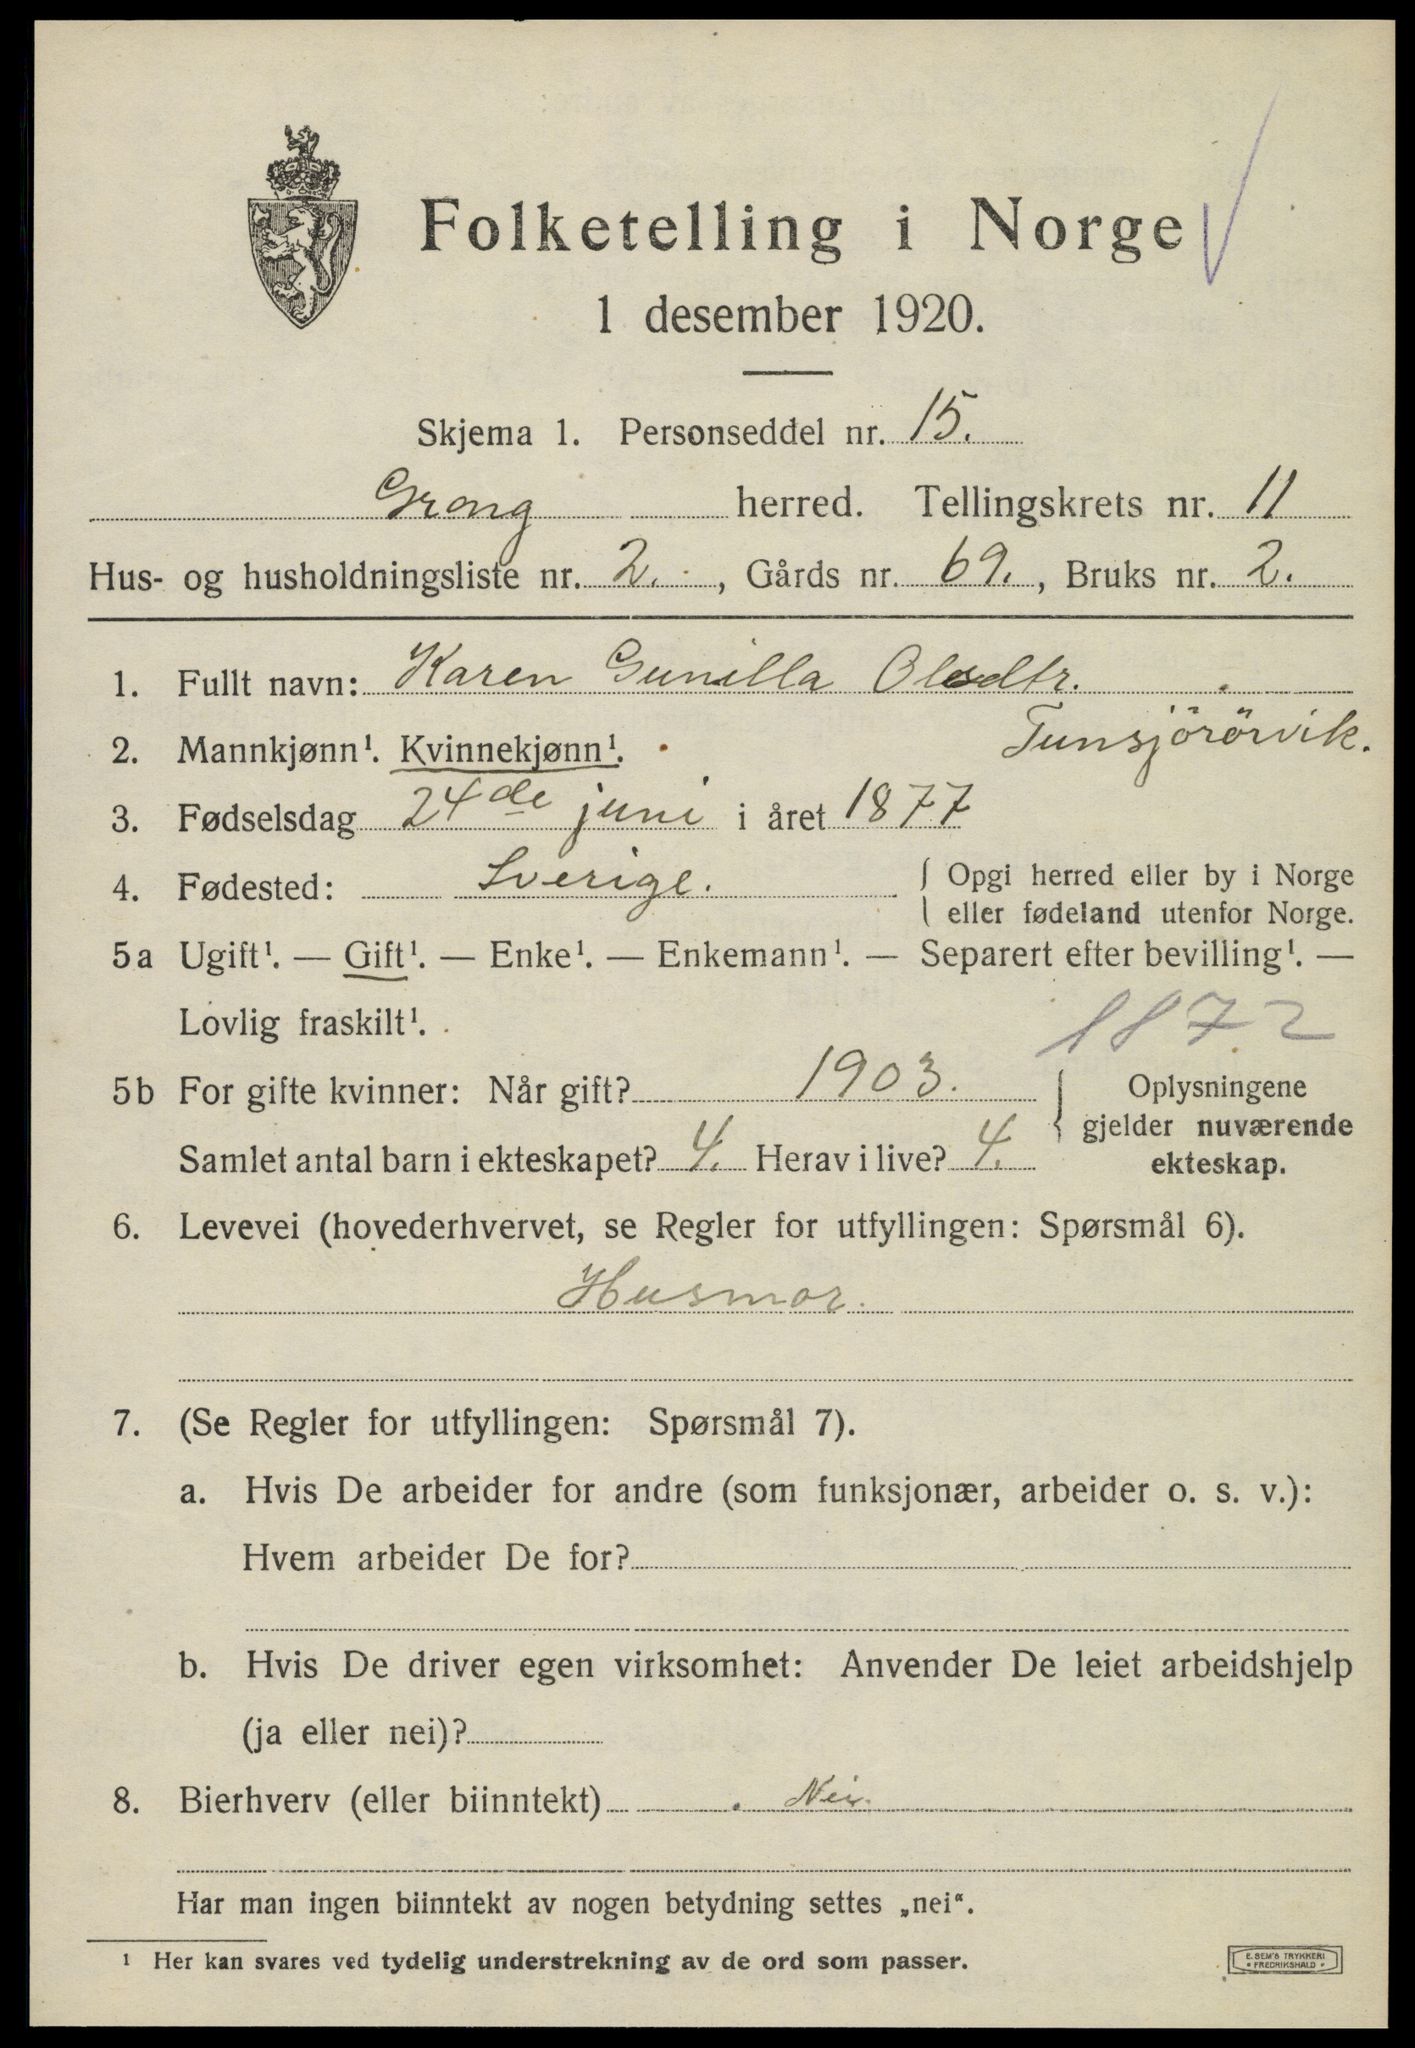 Folketelling i Norge
1 desember 1920.
Skjema 1. Personseddel nr. 15.
Grong herred. Tellingskrets nr. 11
Hus- og husholdningsliste nr. 2. , Gårds nr. 69. , Bruks nr. 2.
1. Fullt navn: Karen Gunilla Olesdtr.
Tunsjörörvik.
2. Mannkjønn¹. Kvinnekjønn¹.
3. Fødselsdag 24de juni i året 1877
4. Fødested: Sverige. { Opgi herred eller by i Norge
eller fødeland utenfor Norge.
5a Ugift¹. — Gift¹. — Enke¹. — Enkemann¹. — Separert efter bevilling¹. —
Lovlig fraskilt¹.
1872
5b For gifte kvinner: Når gift? 1903.
Samlet antal barn i ekteskapet? 4. Herav i live? 4.
{ Oplysningene
gjelder nuværende
ekteskap.
6. Levevei (hovederhvervet, se Regler for utfyllingen: Spørsmål 6).
Husmor.
7. (Se Regler for utfyllingen: Spørsmål 7).
a. Hvis De arbeider for andre (som funksjonær, arbeider o. s. v.):
Hvem arbeider De for?
b. Hvis De driver egen virksomhet: Anvender De leiet arbeidshjelp
(ja eller nei)?
8. Bierhverv (eller biinntekt) Nei.
Har man ingen biinntekt av nogen betydning settes „nei“.
¹ Her kan svares ved tydelig understrekning av de ord som passer.
E. SEM'S TRYKKERI
• FREDRIKSHALD •